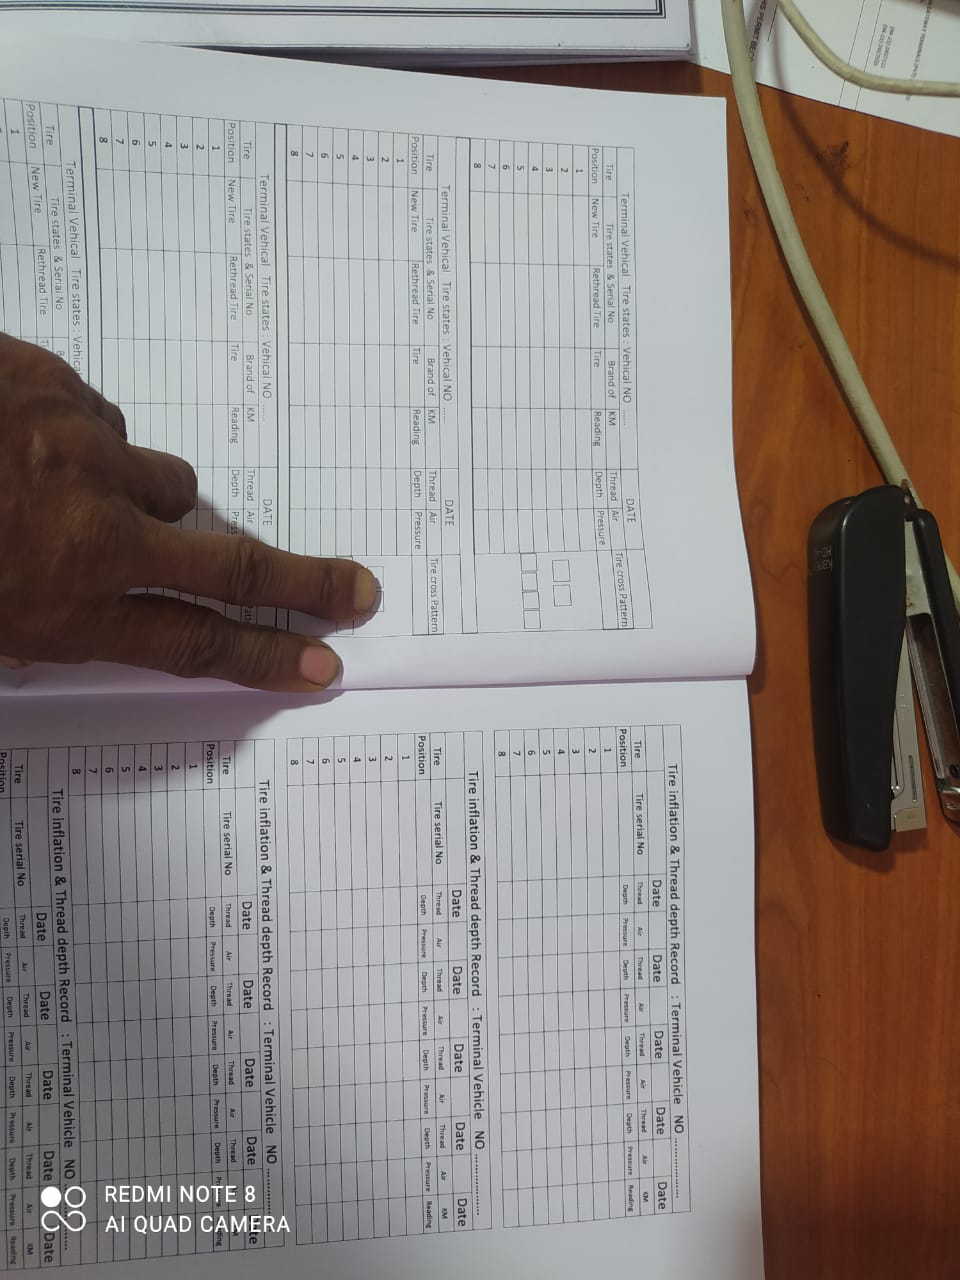 GATEWAY TERMINALS (PVT)
THIS PERMIT BECO
Terminal Vehical Tire states : Vehical NO ......
DATE
Tire Tire states & Serial No Brand of KM Thread Air Tire cross Pattern
Position New Tire Rethread Tire Tire Reading Depth Pressure
1
2
3
4
5
6
7
8
Terminal Vehical Tire states : Vehical NO ......
DATE
Tire Tire states & Serial No Brand of KM Thread Air Tire cross Pattern
Position New Tire Rethread Tire Tire Reading Depth Pressure
1
2
3
4
5
6
7
8
Terminal Vehical Tire states : Vehical NO ......
DATE
Tire Tire states & Serial No Brand of KM Thread Air
Position New Tire Rethread Tire Tire Reading Depth
1
2
3
4
5
6
7
8
Terminal Vehical Tire states :
Tire Tire states & Serial No
Position New Tire Rethread Tire
1
Tire inflation & Thread depth Record : Terminal Vehicle NO ..................
Date Date Date Date Date
Tire Tire serial No Thread Air Thread Air Thread Air Thread Air KM
Position Depth Pressure Depth Pressure Depth Pressure Depth Pressure Reading
1
2
3
4
5
6
7
8
Tire inflation & Thread depth Record : Terminal Vehicle NO ..................
Date Date Date Date Date
Tire Tire serial No Thread Air Thread Air Thread Air Thread Air KM
Position Depth Pressure Depth Pressure Depth Pressure Depth Pressure Reading
1
2
3
4
5
6
7
8
Tire inflation & Thread depth Record : Terminal Vehicle NO ..................
Date Date Date Date
Tire Tire serial No Thread Air Thread Air Thread Air Thread
Position Depth Pressure Depth Pressure Depth Pressure Depth
1
2
3
4
5
6
7
8
Tire inflation & Thread depth Record : Terminal Vehicle NO ..................
Date Date Date Date Date
Tire Tire serial No Thread Air Thread Air Thread Air Thread Air KM
Position Depth Pressure Depth Pressure Depth Pressure Depth Pressure Reading
REDMI NOTE 8
AI QUAD CAMERA